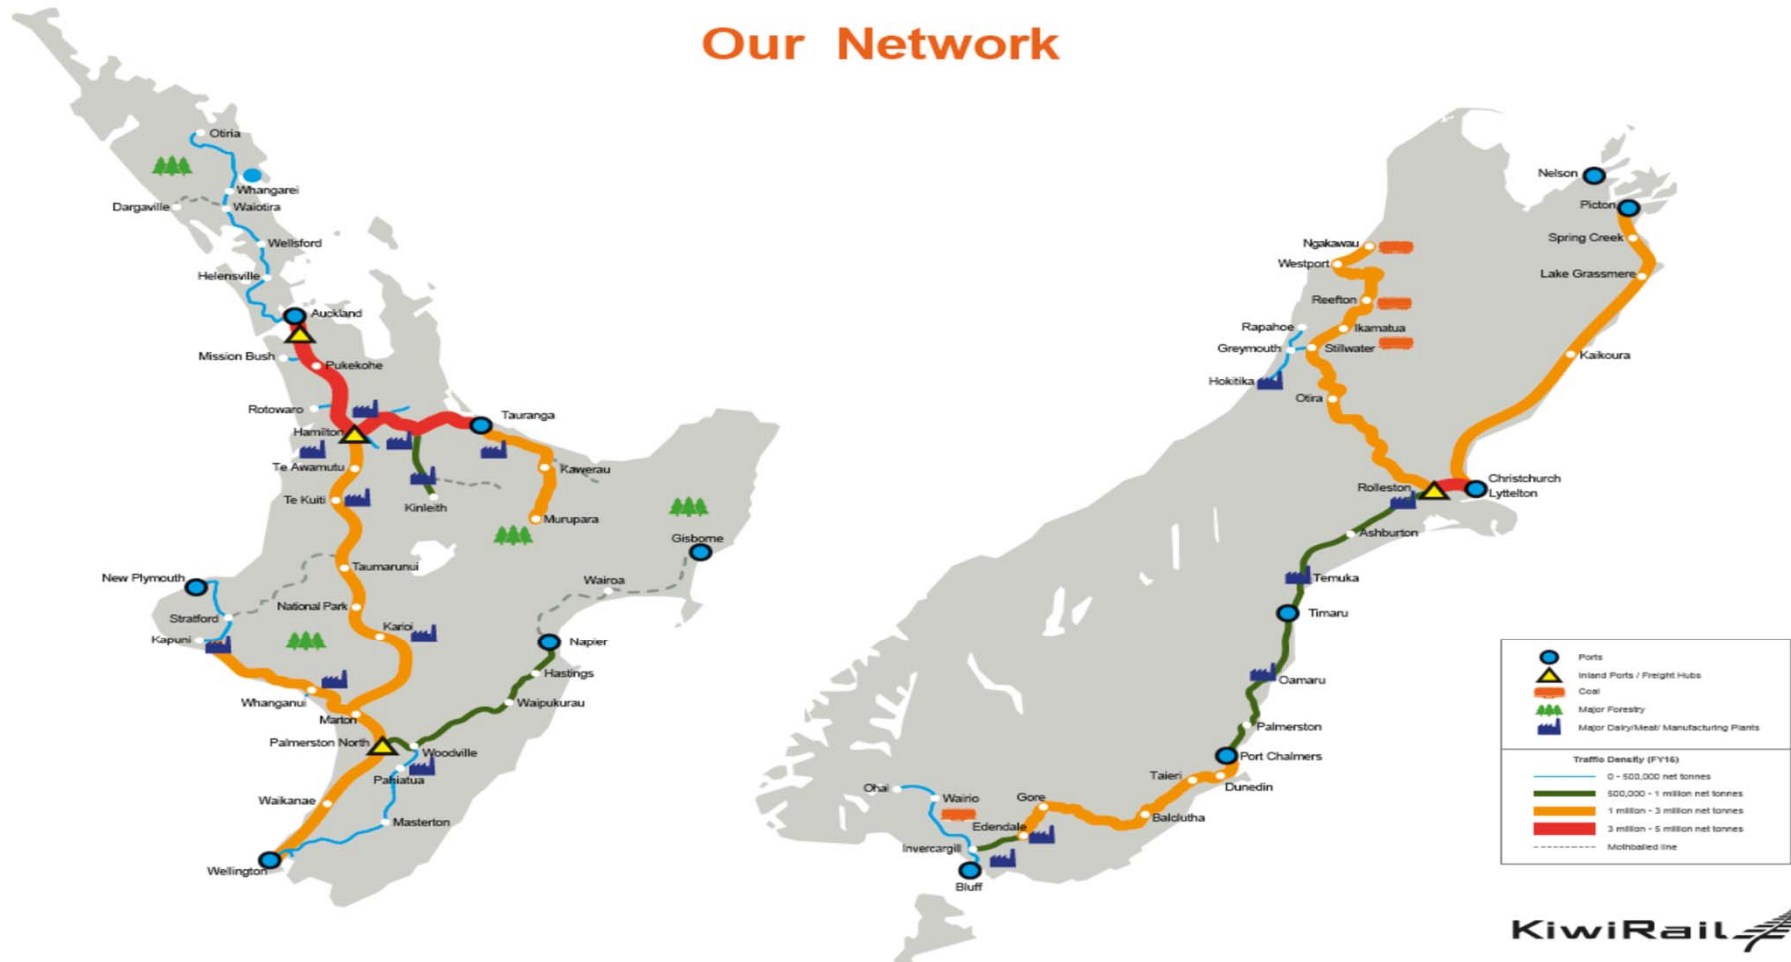 Our Network
Otiria
Whangarei
Dargaville
Waiotira
Wellsford
Helensville
Auckland
Mission Bush
Pukekohe
Rotowaro
Hamilton
Tauranga
Te Awamutu
Kawerau
Te Kuiti
Kinleith
Murupara
Gisborne
Taumarunui
New Plymouth
Wairoa
National Park
Stratford
Karioi
Kapuni
Napier
Hastings
Whanganui
Waipukurau
Marton
Palmerston North
Woodville
Pahiatua
Waikanae
Masterton
Wellington
Nelson
Picton
Spring Creek
Ngakawau
Westport
Lake Grassmere
Reefton
Rapahoe
Ikamatua
Greymouth
Stillwater
Kaikoura
Hokitika
Otira
Christchurch
Rolleston
Lyttelton
Ashburton
Temuka
Timaru
Oamaru
Palmerston
Port Chalmers
Taieri
Dunedin
Ohai
Wairio
Gore
Balclutha
Edendale
Invercargill
Bluff
Ports
Inland Ports / Freight Hubs
Coal
Major Forestry
Major Dairy/Meat/ Manufacturing Plants
Traffic Density (FY16)
0 - 500,000 net tonnes
500,000 - 1 million net tonnes
1 million - 3 million net tonnes
3 million - 5 million net tonnes
Mothballed line
KiwiRail